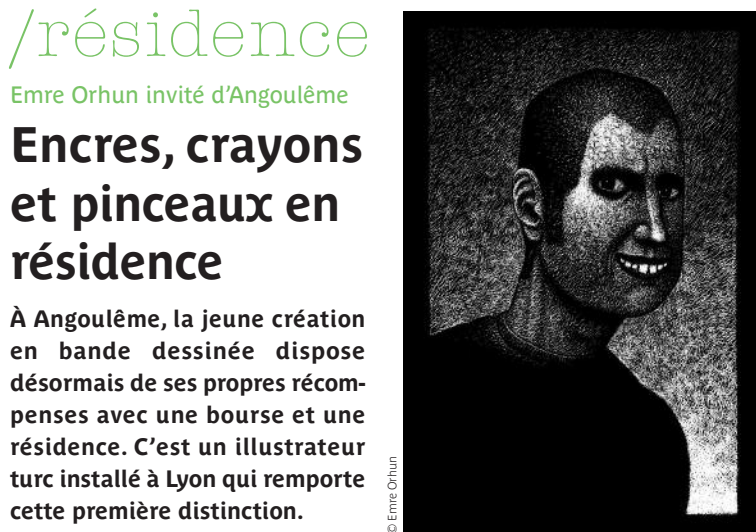 /résidence
Emre Orhun invité d’Angoulême
Encres, crayons
et pinceaux en
résidence
À Angoulême, la jeune création
en bande dessinée dispose
désormais de ses propres récom-
penses avec une bourse et une
résidence. C’est un illustrateur
turc installé à Lyon qui remporte
cette première distinction.
© Emre Orhun